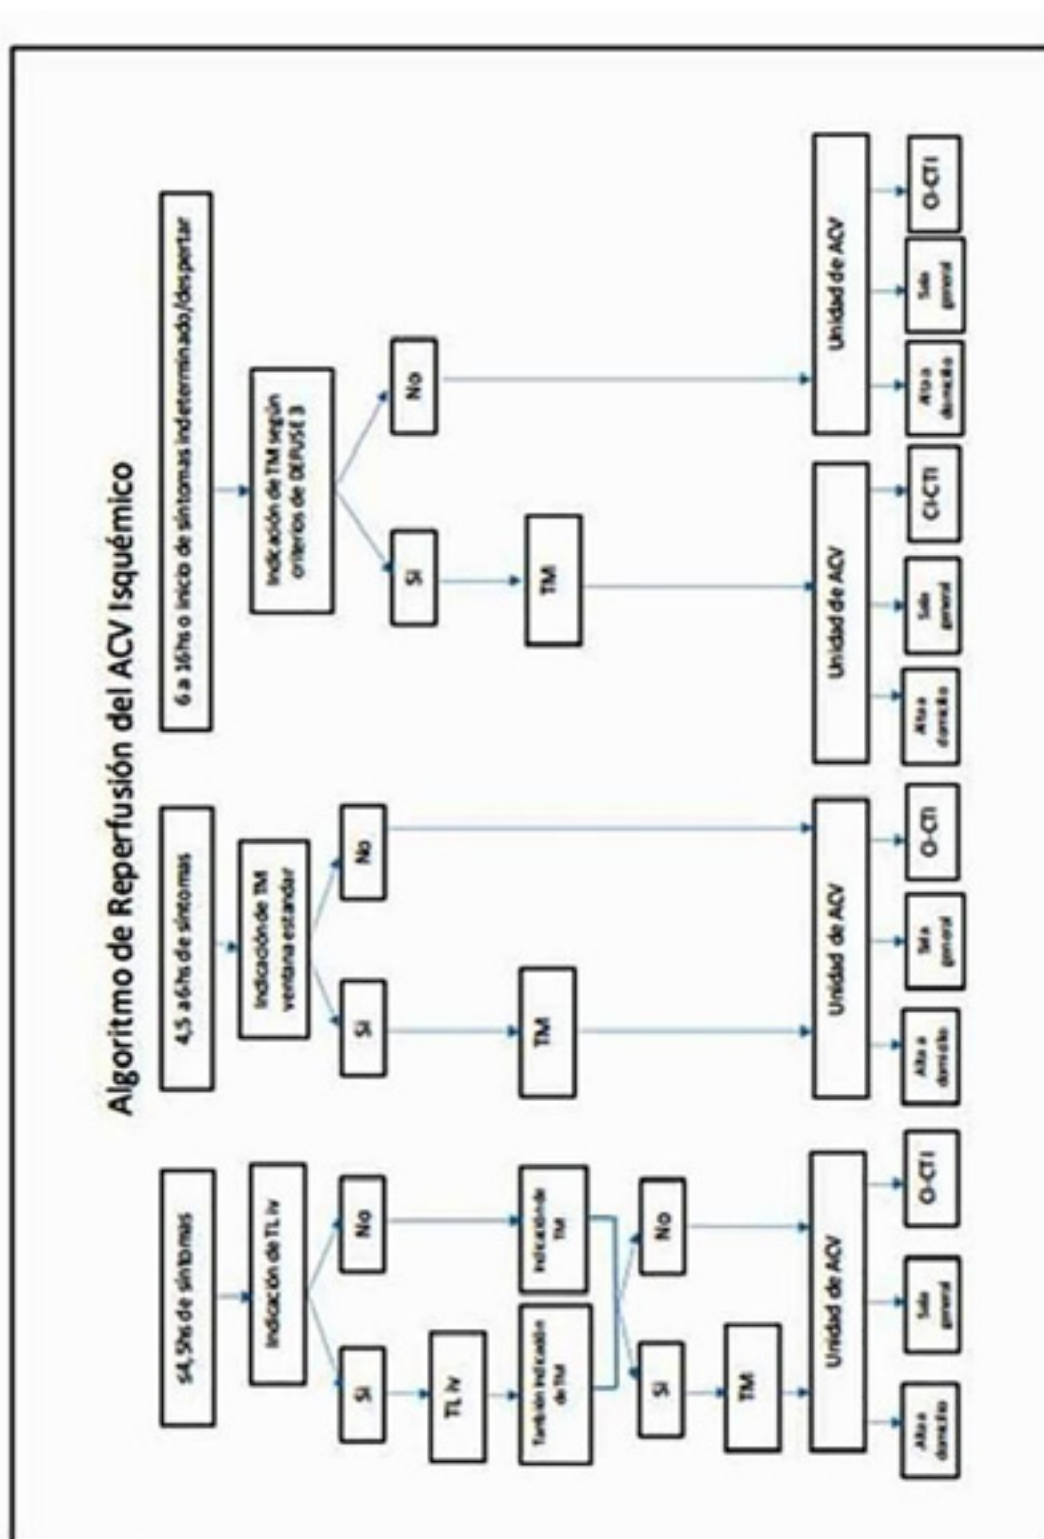 Algoritmo de Reperfusión del ACV Isquémico
≤4,5hs de síntomas
Indicación de TL iv
Si
No
TL iv
También Indicación
de TM
Indicación de
TM
Si
No
TM
Unidad de ACV
Alta a
domicilio
Sala
general
O-CTI
4,5 a 6hs de síntomas
Indicación de TM
ventana estandar
Si
No
TM
Unidad de ACV
Alta a
domicilio
Sala
general
O-CTI
6 a 16hs o inicio de síntomas indeterminado/despertar
Indicación de TM según
criterios de DEFUSE 3
Si
No
TM
Unidad de ACV
Alta a
domicilio
Sala
general
CI-CTI
Unidad de ACV
Alta a
domicilio
Sala
general
O-CTI